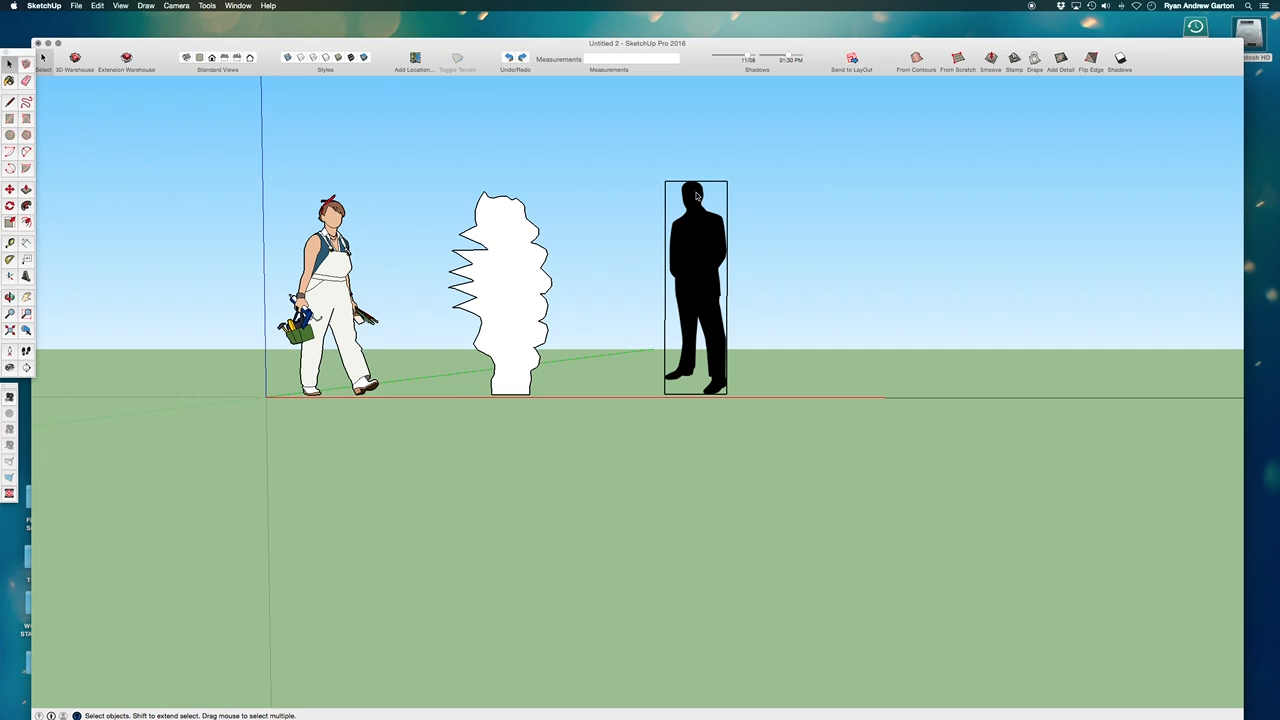 SketchUp File Edit View Draw Camera Tools Window Help
Ryan Andrew Garton
Untitled 2 - SketchUp Pro 2016
Measurements
11/08 01:30 PM
Select 3D Warehouse Extension Warehouse Standard Views Styles Add Location... Toggle Terrain Undo/Redo Measurements Shadows Send to LayOut From Contours From Scratch Smoove Stamp Drape Add Detail Flip Edge Shadows
Select objects. Shift to extend select. Drag mouse to select multiple.